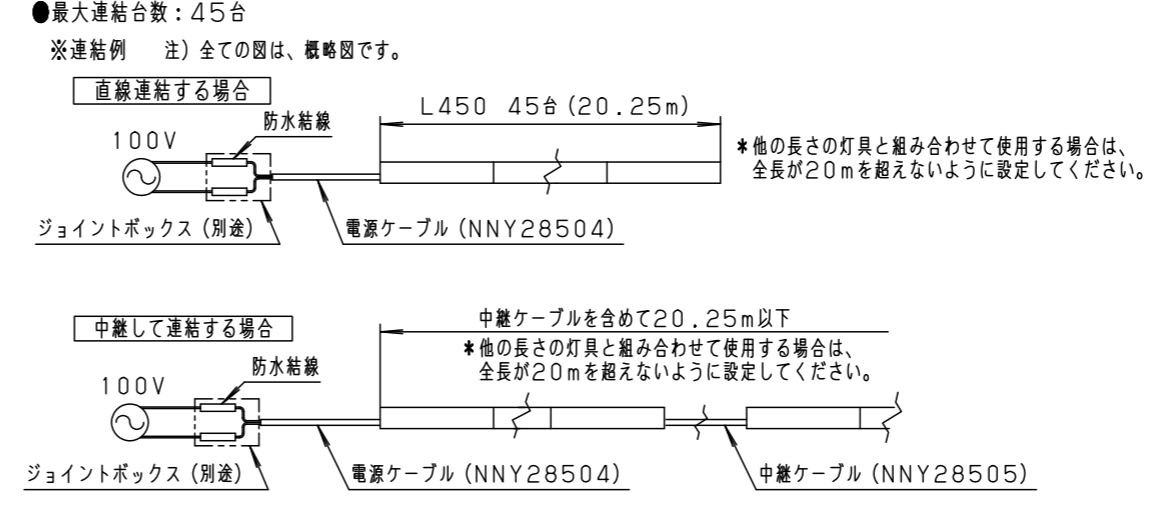 ●最大連結台数：45台
※連結例　注）全ての図は、概略図です。
直線連結する場合
L450 45台（20.25m）
防水結線
100V
＊他の長さの灯具と組み合わせて使用する場合は、
全長が20mを超えないように設定してください。
ジョイントボックス（別途）
電源ケーブル（NNY28504）
中継して連結する場合
中継ケーブルを含めて20.25m以下
＊他の長さの灯具と組み合わせて使用する場合は、
全長が20mを超えないように設定してください。
防水結線
100V
ジョイントボックス（別途）
電源ケーブル（NNY28504）
中継ケーブル（NNY28505）